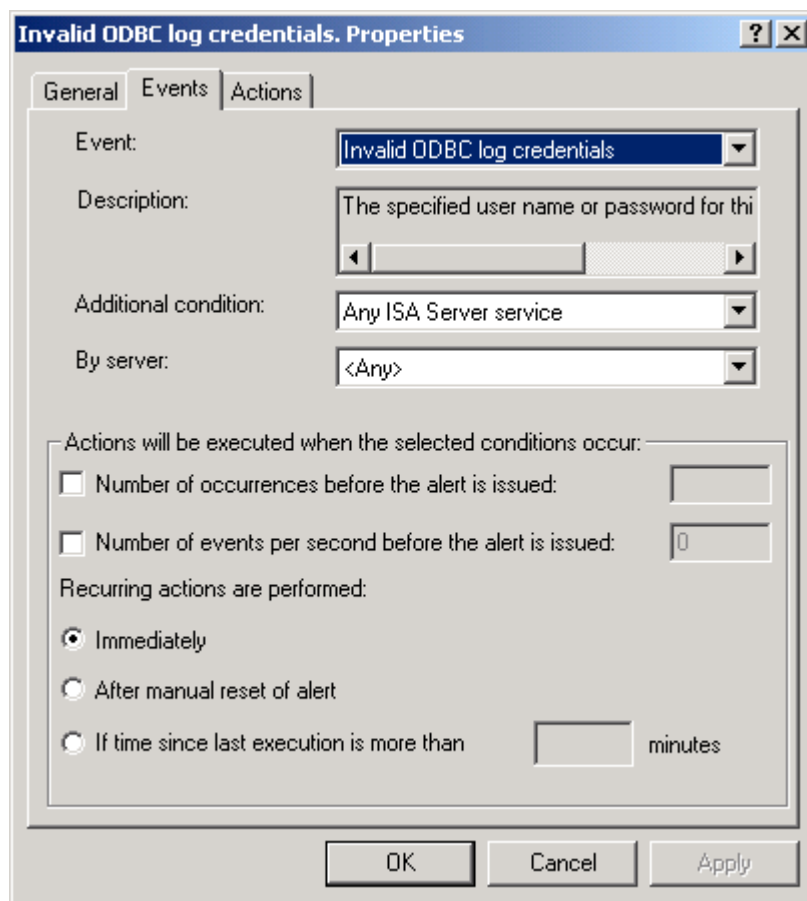 Invalid ODBC log credentials. Properties
General Events Actions
Event: Invalid ODBC log credentials
Description: The specified user name or password for thi
Additional condition: Any ISA Server service
By server: <Any>
Actions will be executed when the selected conditions occur:
Number of occurrences before the alert is issued:
Number of events per second before the alert is issued: 0
Recurring actions are performed:
Immediately
After manual reset of alert
If time since last execution is more than minutes
OK Cancel Apply